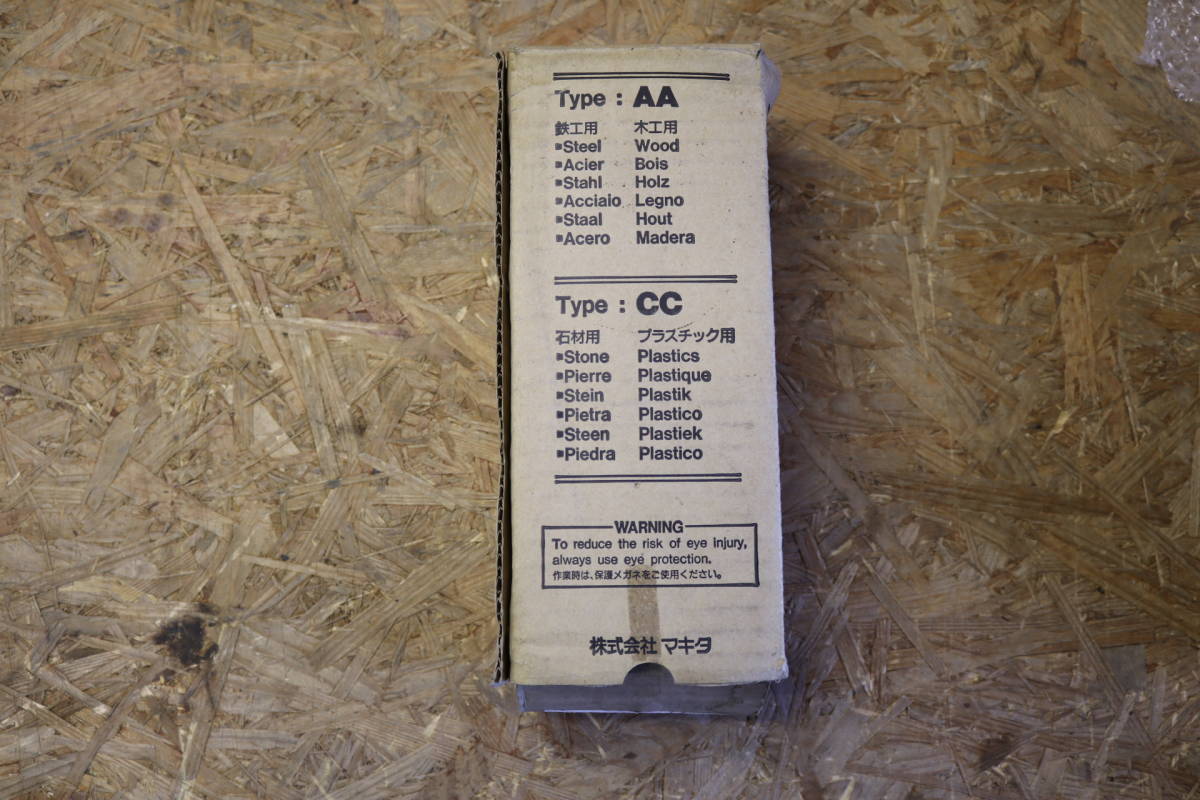 Type : AA
鉄工用 木工用
▪Steel Wood
▪Acier Bois
▪Stahl Holz
▪Acciaio Legno
▪Staal Hout
▪Acero Madera
Type : CC
石材用 プラスチック用
▪Stone Plastics
▪Pierre Plastique
▪Stein Plastik
▪Pietra Plastico
▪Steen Plastiek
▪Piedra Plastico
WARNING
To reduce the risk of eye injury,
always use eye protection.
作業時は、保護メガネをご使用ください。
株式会社 マキタ